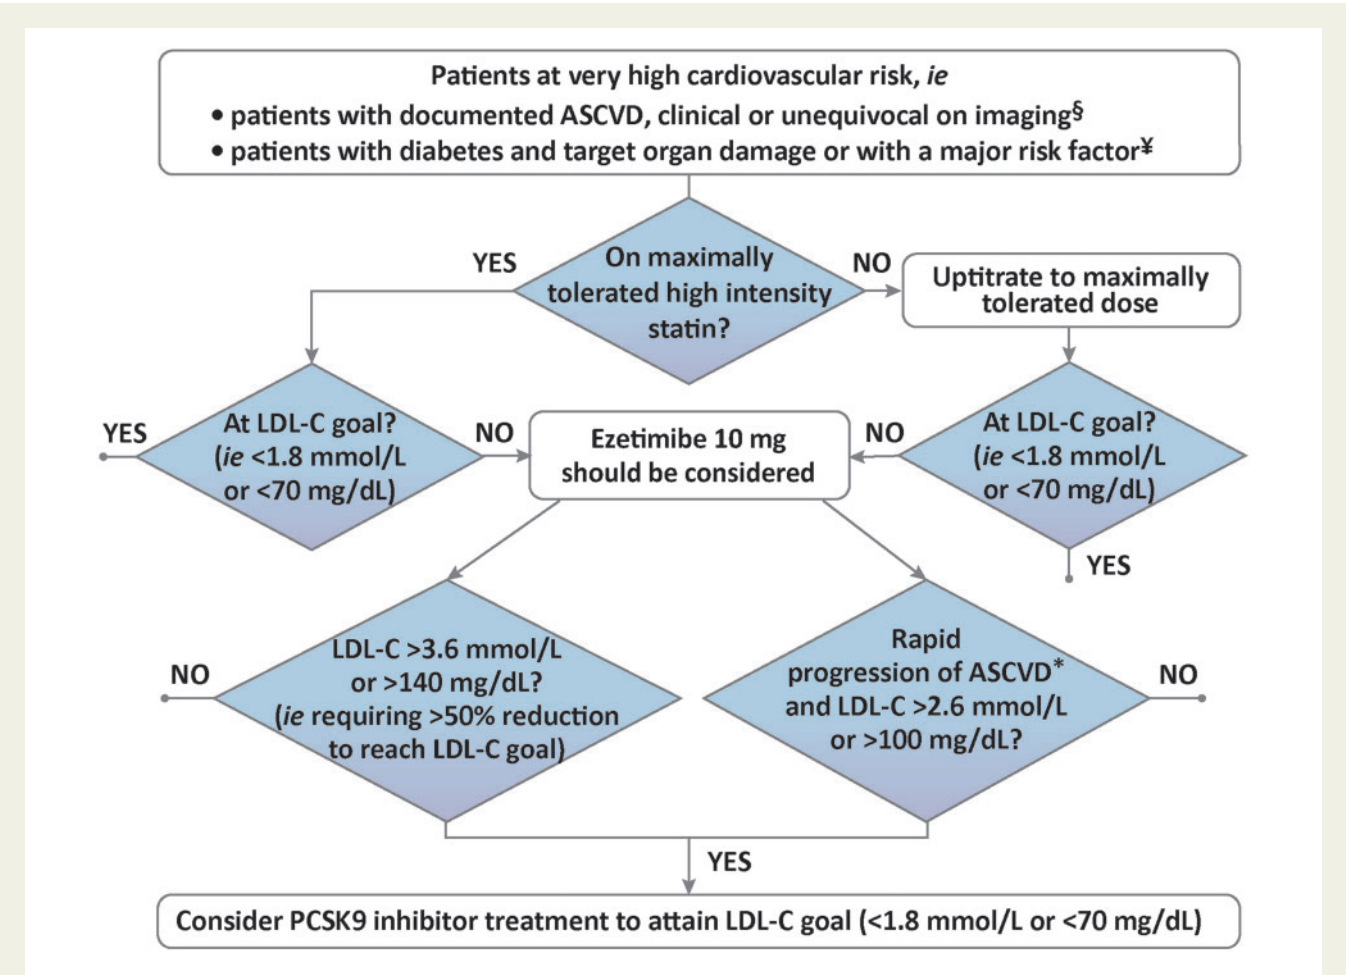 Patients at very high cardiovascular risk, ie
• patients with documented ASCVD, clinical or unequivocal on imaging§
• patients with diabetes and target organ damage or with a major risk factor¥
On maximally
tolerated high intensity
statin?
YES
NO
Uptitrate to maximally
tolerated dose
At LDL-C goal?
(ie <1.8 mmol/L
or <70 mg/dL)
YES
NO
Ezetimibe 10 mg
should be considered
NO
At LDL-C goal?
(ie <1.8 mmol/L
or <70 mg/dL)
YES
LDL-C >3.6 mmol/L
or >140 mg/dL?
(ie requiring >50% reduction
to reach LDL-C goal)
NO
Rapid
progression of ASCVD*
and LDL-C >2.6 mmol/L
or >100 mg/dL?
NO
YES
Consider PCSK9 inhibitor treatment to attain LDL-C goal (<1.8 mmol/L or <70 mg/dL)